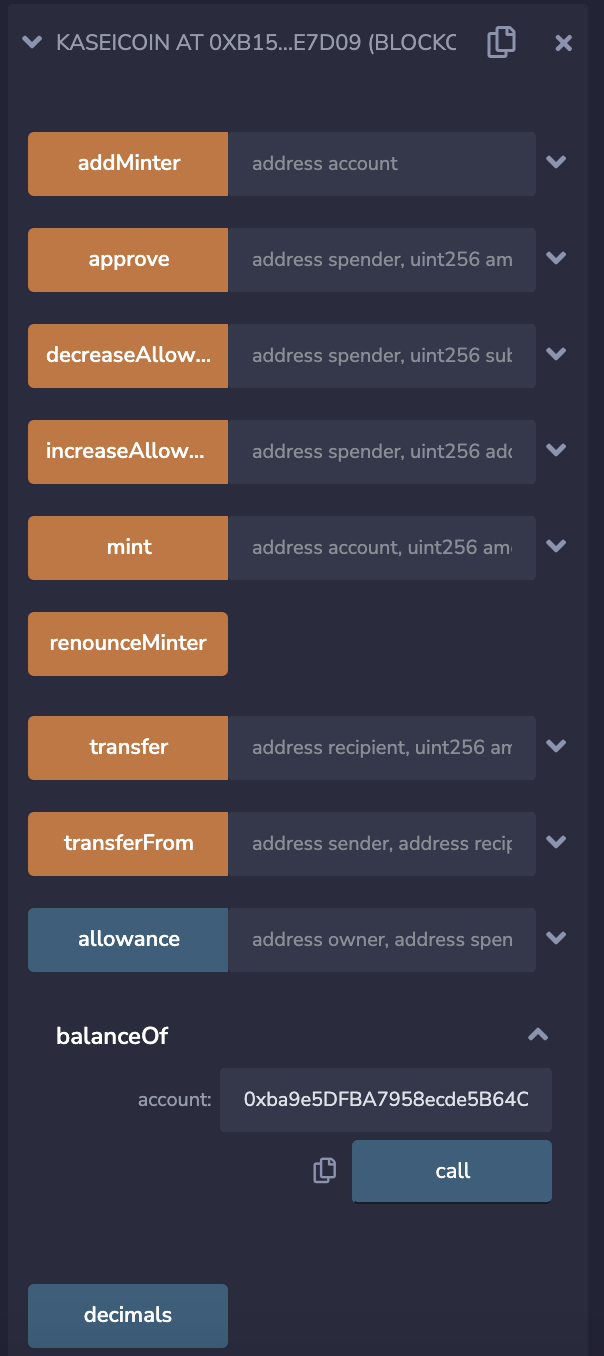 KASEICOIN AT 0XB15...E7D09 (BLOCKC
addMinter address account
approve address spender, uint256 am
decreaseAllow... address spender, uint256 sub
increaseAllow... address spender, uint256 add
mint address account, uint256 am
renounceMinter
transfer address recipient, uint256 am
transferFrom address sender, address recip
allowance address owner, address spen
balanceOf
account: 0xba9e5DFBA7958ecde5B64C
call
decimals